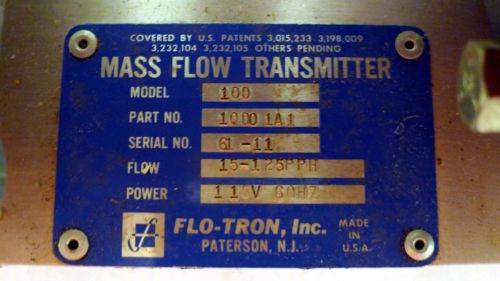 COVERED BY U.S. PATENTS 3,015,233 3,198,009
3,232,104 3,232,105 OTHERS PENDING
MASS FLOW TRANSMITTER
MODEL 100
PART NO. 1000 1A1
SERIAL NO. 61-11
FLOW 15-125PPH
POWER 115V 60HZ
FLO-TRON, Inc.
PATERSON, N.J.
MADE
IN
U.S.A.